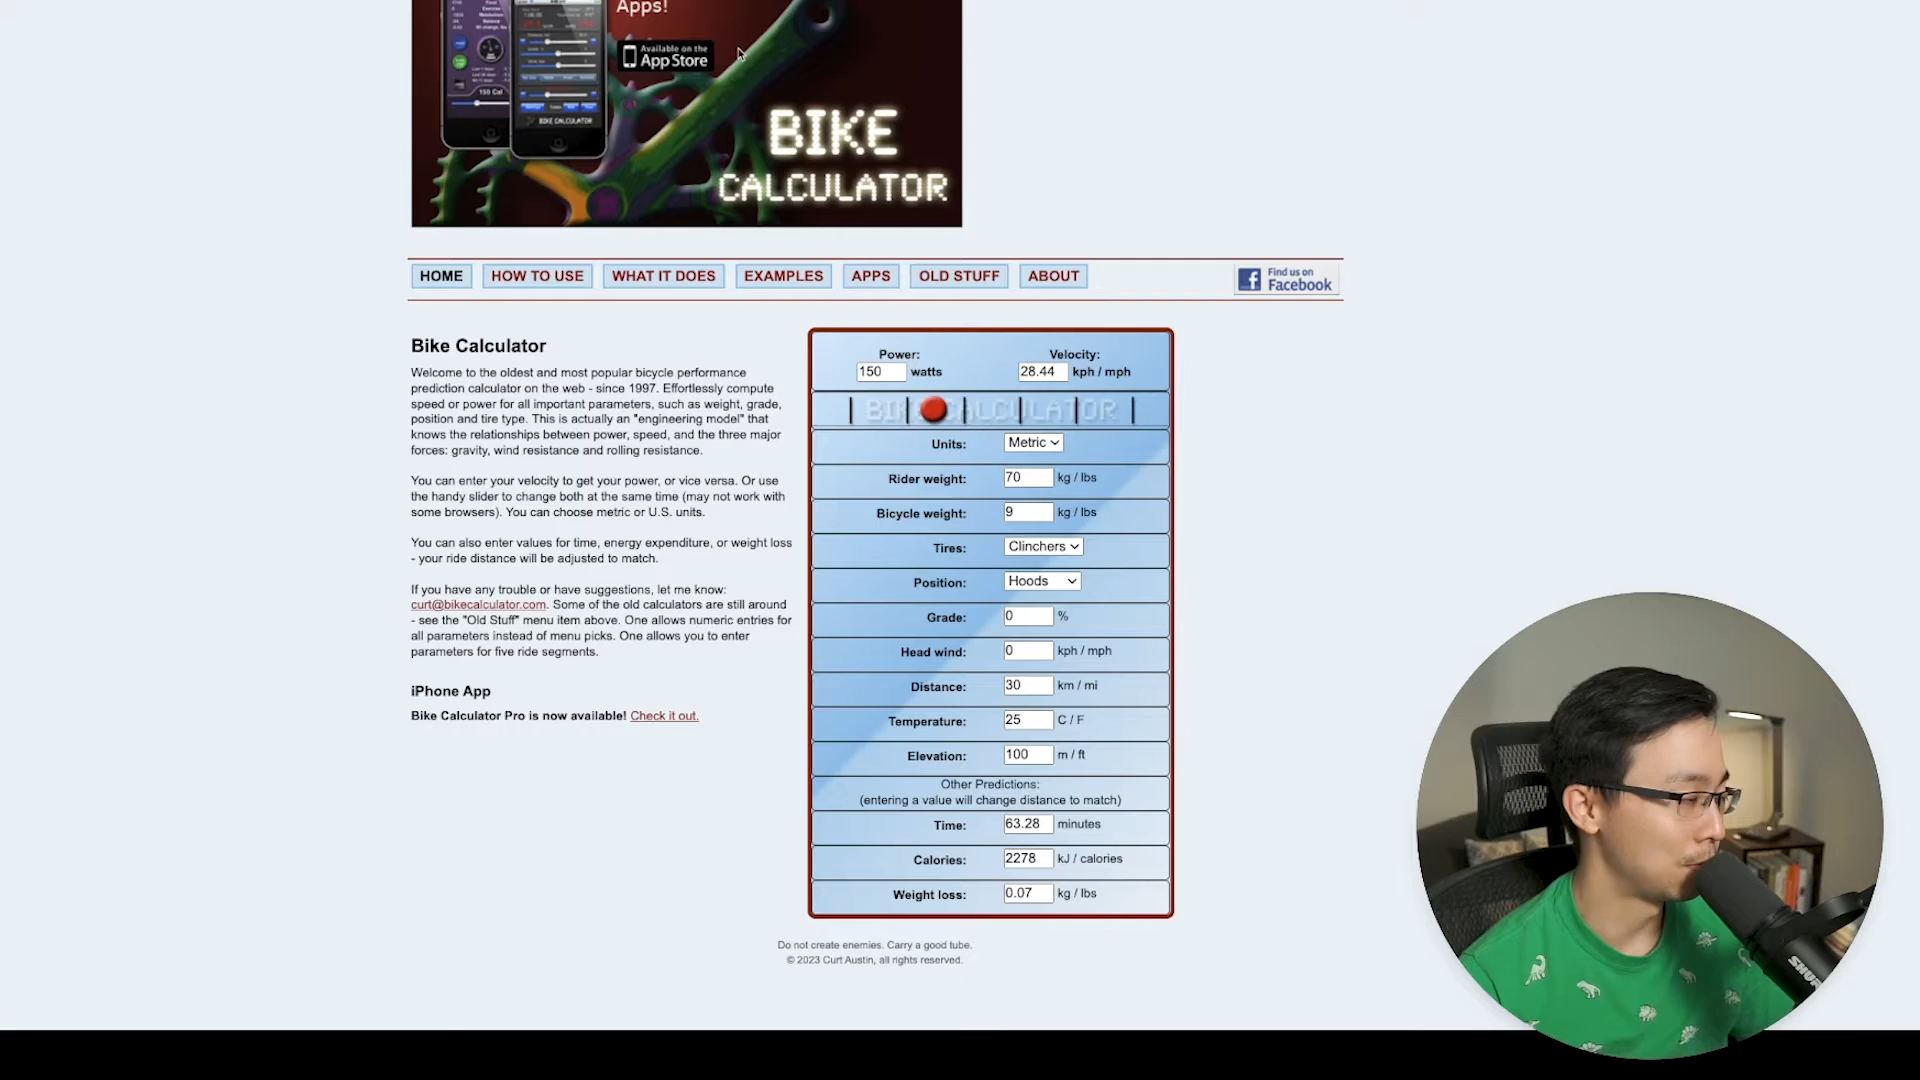 Apps!
Available on the
App Store
150 Cal
BIKE CALCULATOR
BIKE
CALCULATOR
HOME HOW TO USE WHAT IT DOES EXAMPLES APPS OLD STUFF ABOUT
Find us on
Facebook
Bike Calculator
Welcome to the oldest and most popular bicycle performance
prediction calculator on the web - since 1997. Effortlessly compute
speed or power for all important parameters, such as weight, grade,
position and tire type. This is actually an "engineering model" that
knows the relationships between power, speed, and the three major
forces: gravity, wind resistance and rolling resistance.
You can enter your velocity to get your power, or vice versa. Or use
the handy slider to change both at the same time (may not work with
some browsers). You can choose metric or U.S. units.
You can also enter values for time, energy expenditure, or weight loss
- your ride distance will be adjusted to match.
If you have any trouble or have suggestions, let me know:
curt@bikecalculator.com. Some of the old calculators are still around
- see the "Old Stuff" menu item above. One allows numeric entries for
all parameters instead of menu picks. One allows you to enter
parameters for five ride segments.
iPhone App
Bike Calculator Pro is now available! Check it out.
Power: Velocity:
150 watts 28.44 kph / mph
BIKE CALCULATOR
Units: Metric
Rider weight: 70 kg / lbs
Bicycle weight: 9 kg / lbs
Tires: Clinchers
Position: Hoods
Grade: 0 %
Head wind: 0 kph / mph
Distance: 30 km / mi
Temperature: 25 C / F
Elevation: 100 m / ft
Other Predictions:
(entering a value will change distance to match)
Time: 63.28 minutes
Calories: 2278 kJ / calories
Weight loss: 0.07 kg / lbs
Do not create enemies. Carry a good tube.
© 2023 Curt Austin, all rights reserved.